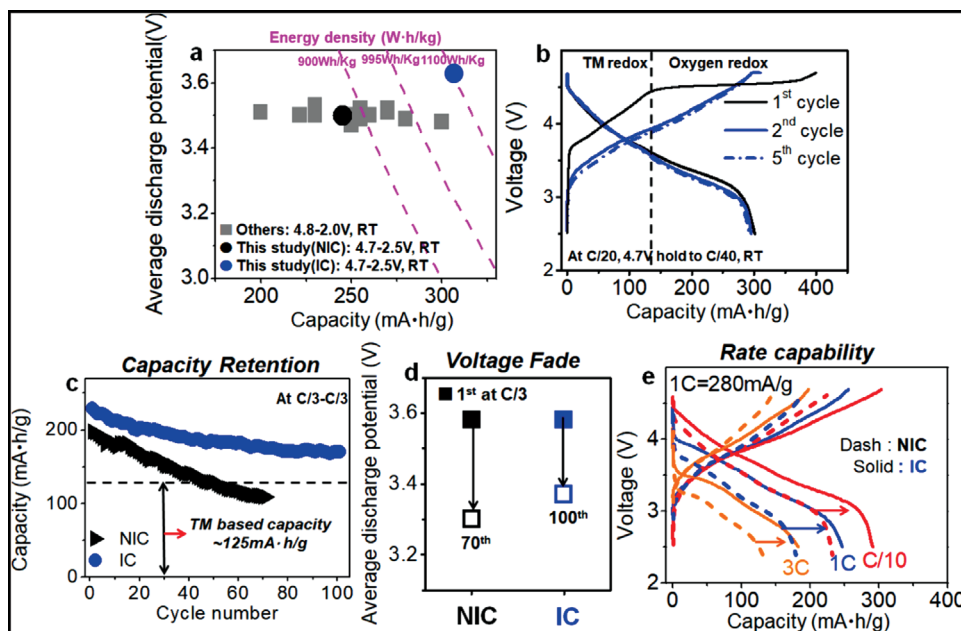 a
Energy density (W·h/kg)
900Wh/Kg 995Wh/Kg 1100Wh/Kg
Average discharge potential(V)
3.6
3.4
3.2
3.0
Others: 4.8-2.0V, RT
This study(NIC): 4.7-2.5V, RT
This study(IC): 4.7-2.5V, RT
200 250 300
Capacity (mA·h/g)
b
TM redox Oxygen redox
1st cycle
2nd cycle
5th cycle
Voltage (V)
4
3
2
At C/20, 4.7V hold to C/40, RT
0 100 200 300 400
Capacity (mA·h/g)
Capacity Retention
c
At C/3-C/3
Capacity (mA·h/g)
200
100
0
NIC
IC
TM based capacity
~125mA·h/g
0 20 40 60 80 100
Cycle number
Voltage Fade
d
1st at C/3
Average discharge potential (V)
3.6
3.4
3.2
70th
100th
NIC IC
Rate capability
e
1C=280mA/g
Dash : NIC
Solid : IC
Voltage (V)
4
3
2
3C 1C C/10
0 100 200 300 400
Capacity (mA·h/g)